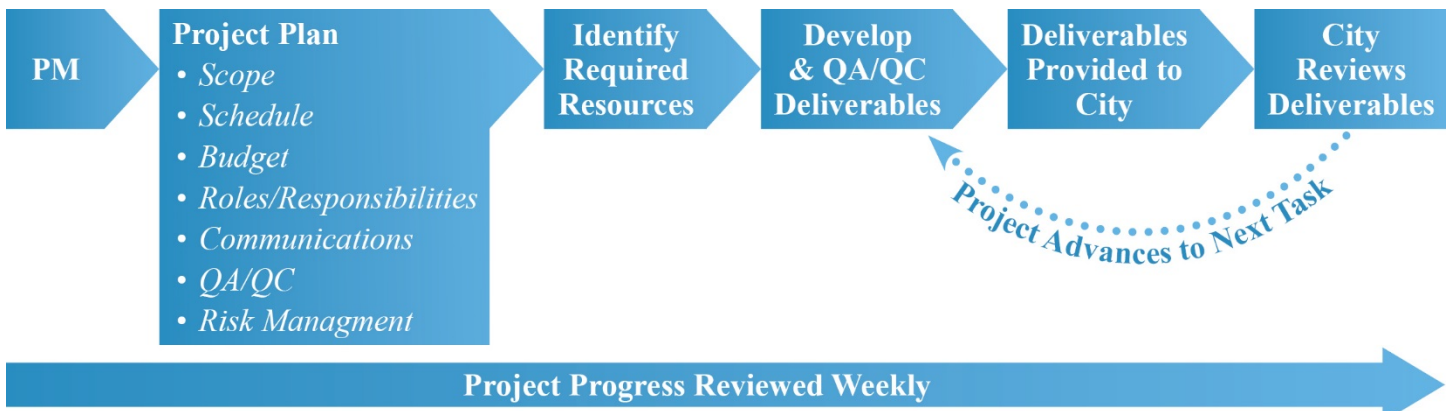 PM
Project Plan
• Scope
• Schedule
• Budget
• Roles/Responsibilities
• Communications
• QA/QC
• Risk Managment
Identify
Required
Resources
Develop
& QA/QC
Deliverables
Deliverables
Provided to
City
City
Reviews
Deliverables
Project Advances to Next Task
Project Progress Reviewed Weekly